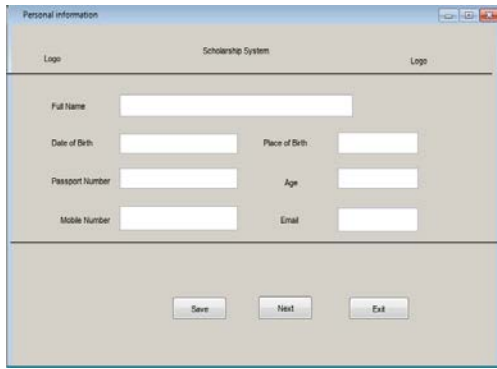 Personal information
Scholarship System
Logo Logo
Full Name
Date of Birth Place of Birth
Passport Number Age
Mobile Number Email
Save Next Exit